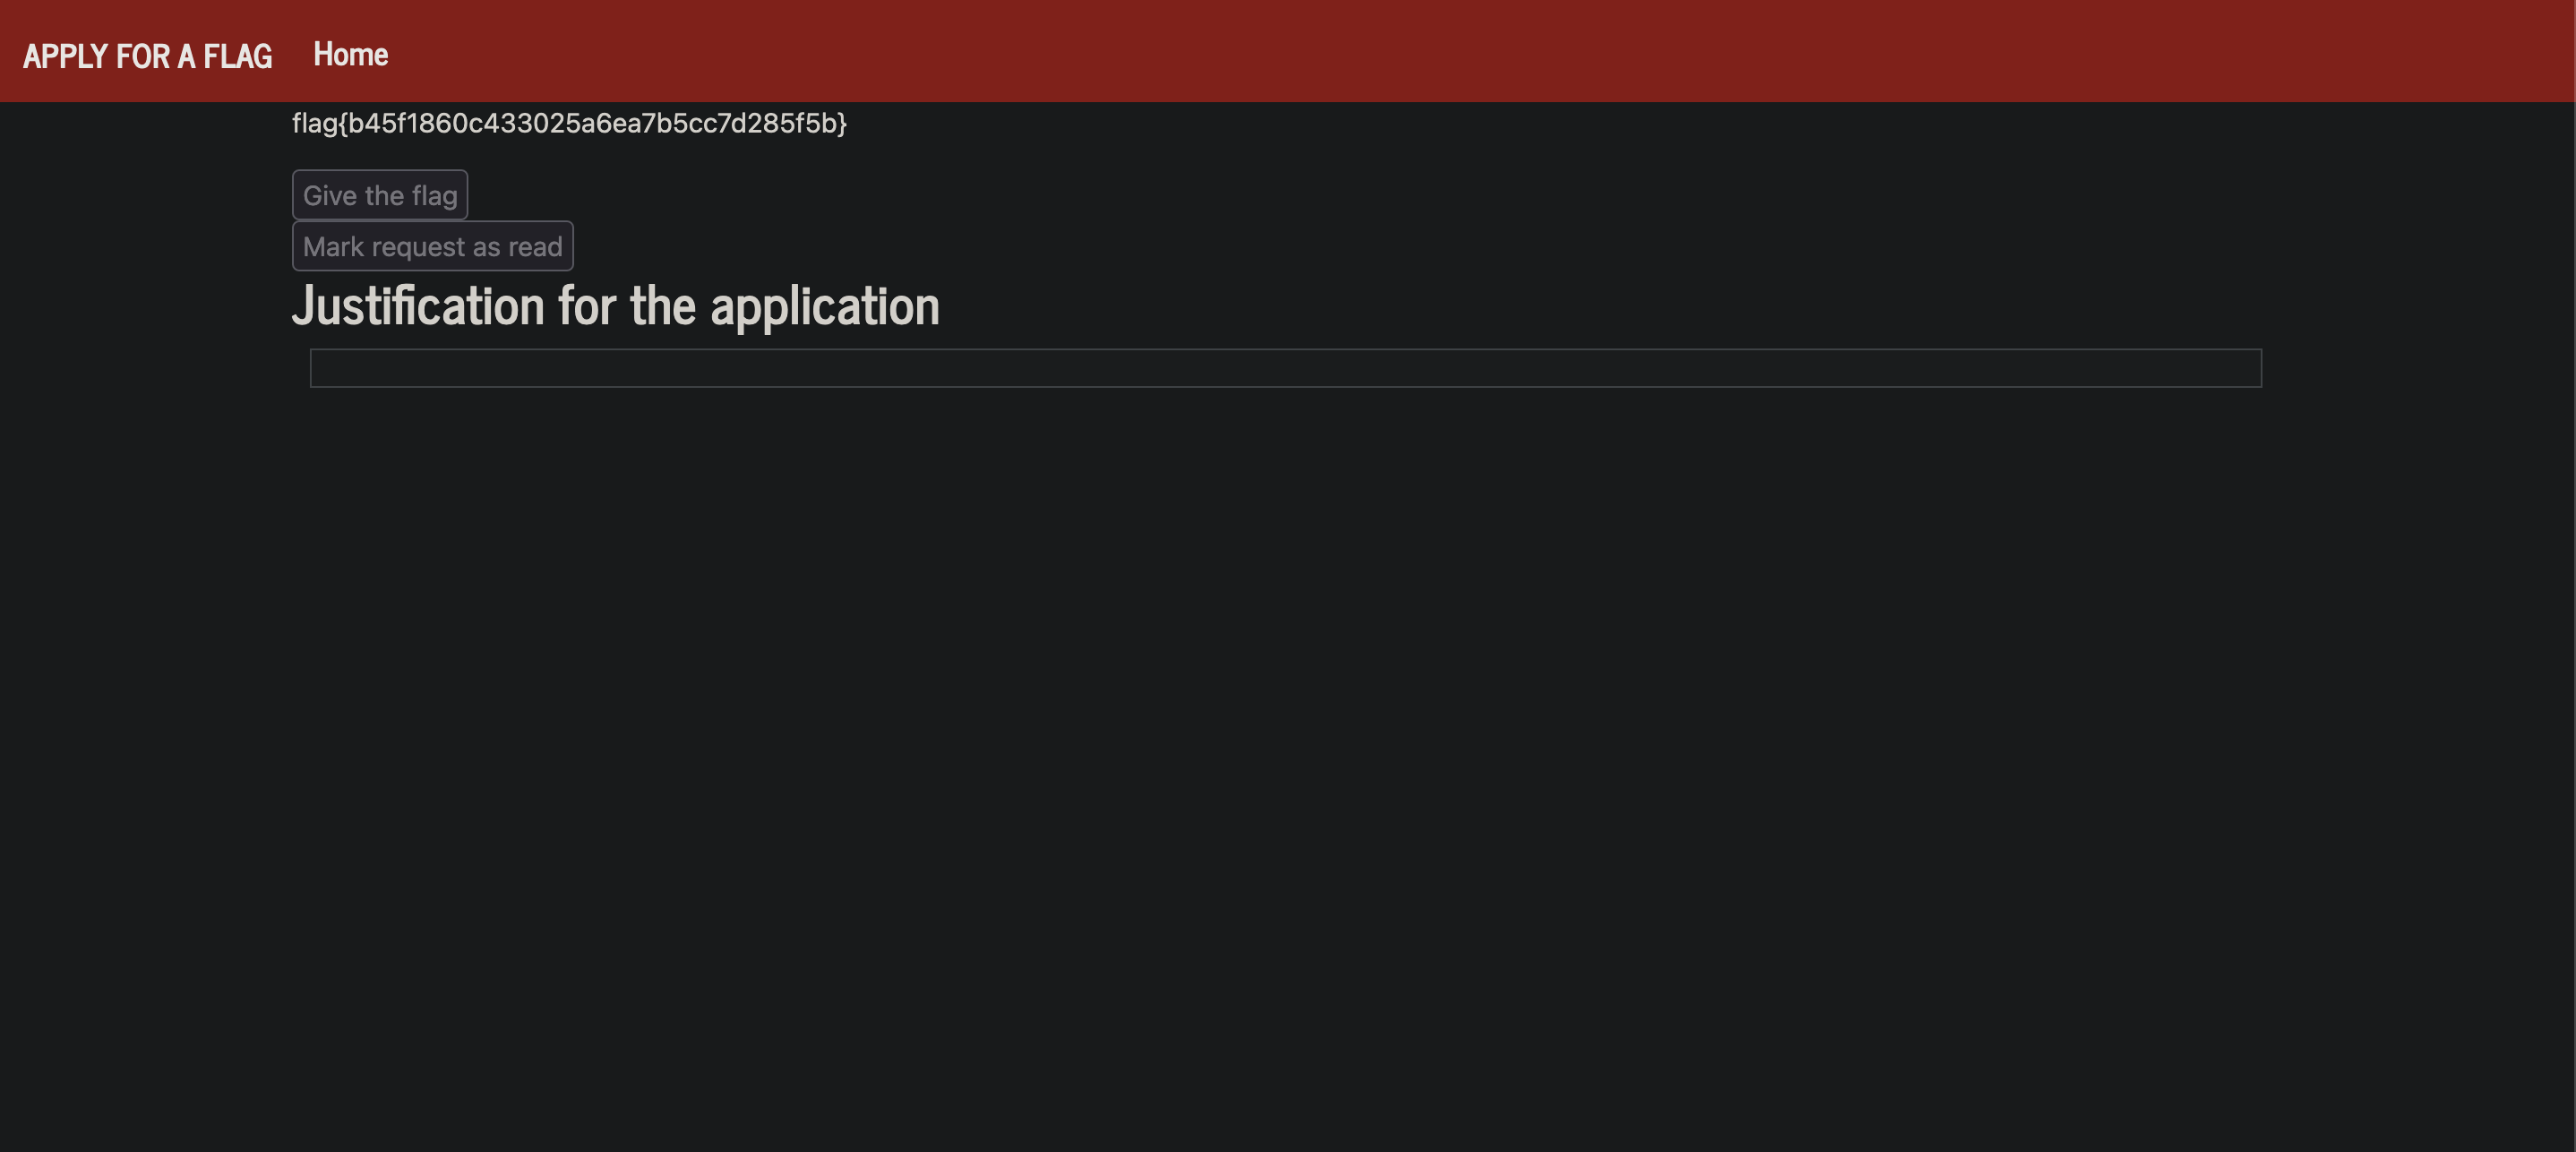 APPLY FOR A FLAG Home
flag{b45f1860c433025a6ea7b5cc7d285f5b}
Give the flag
Mark request as read
Justification for the application